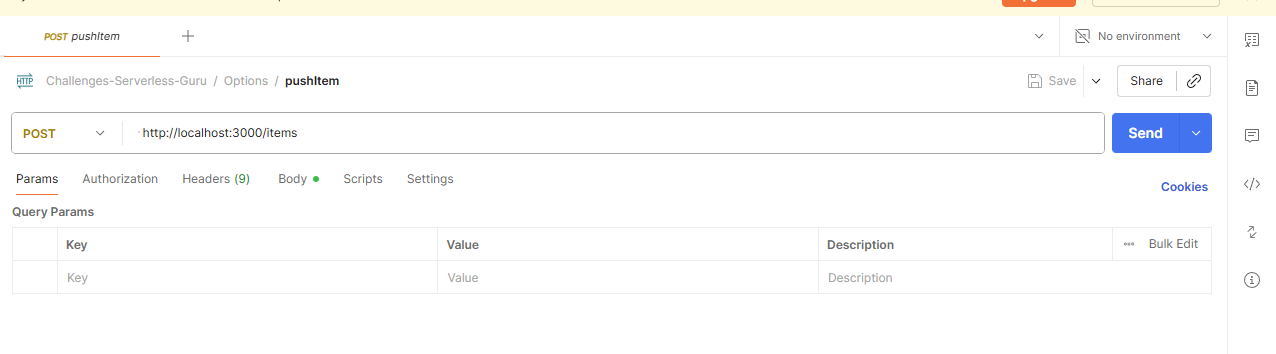 POST pushItem
No environment
HTTP Challenges-Serverless-Guru / Options / pushItem
Save
Share
POST
http://localhost:3000/items
Send
Params Authorization Headers (9) Body Scripts Settings
Cookies
Query Params
Key Value Description Bulk Edit
Key Value Description